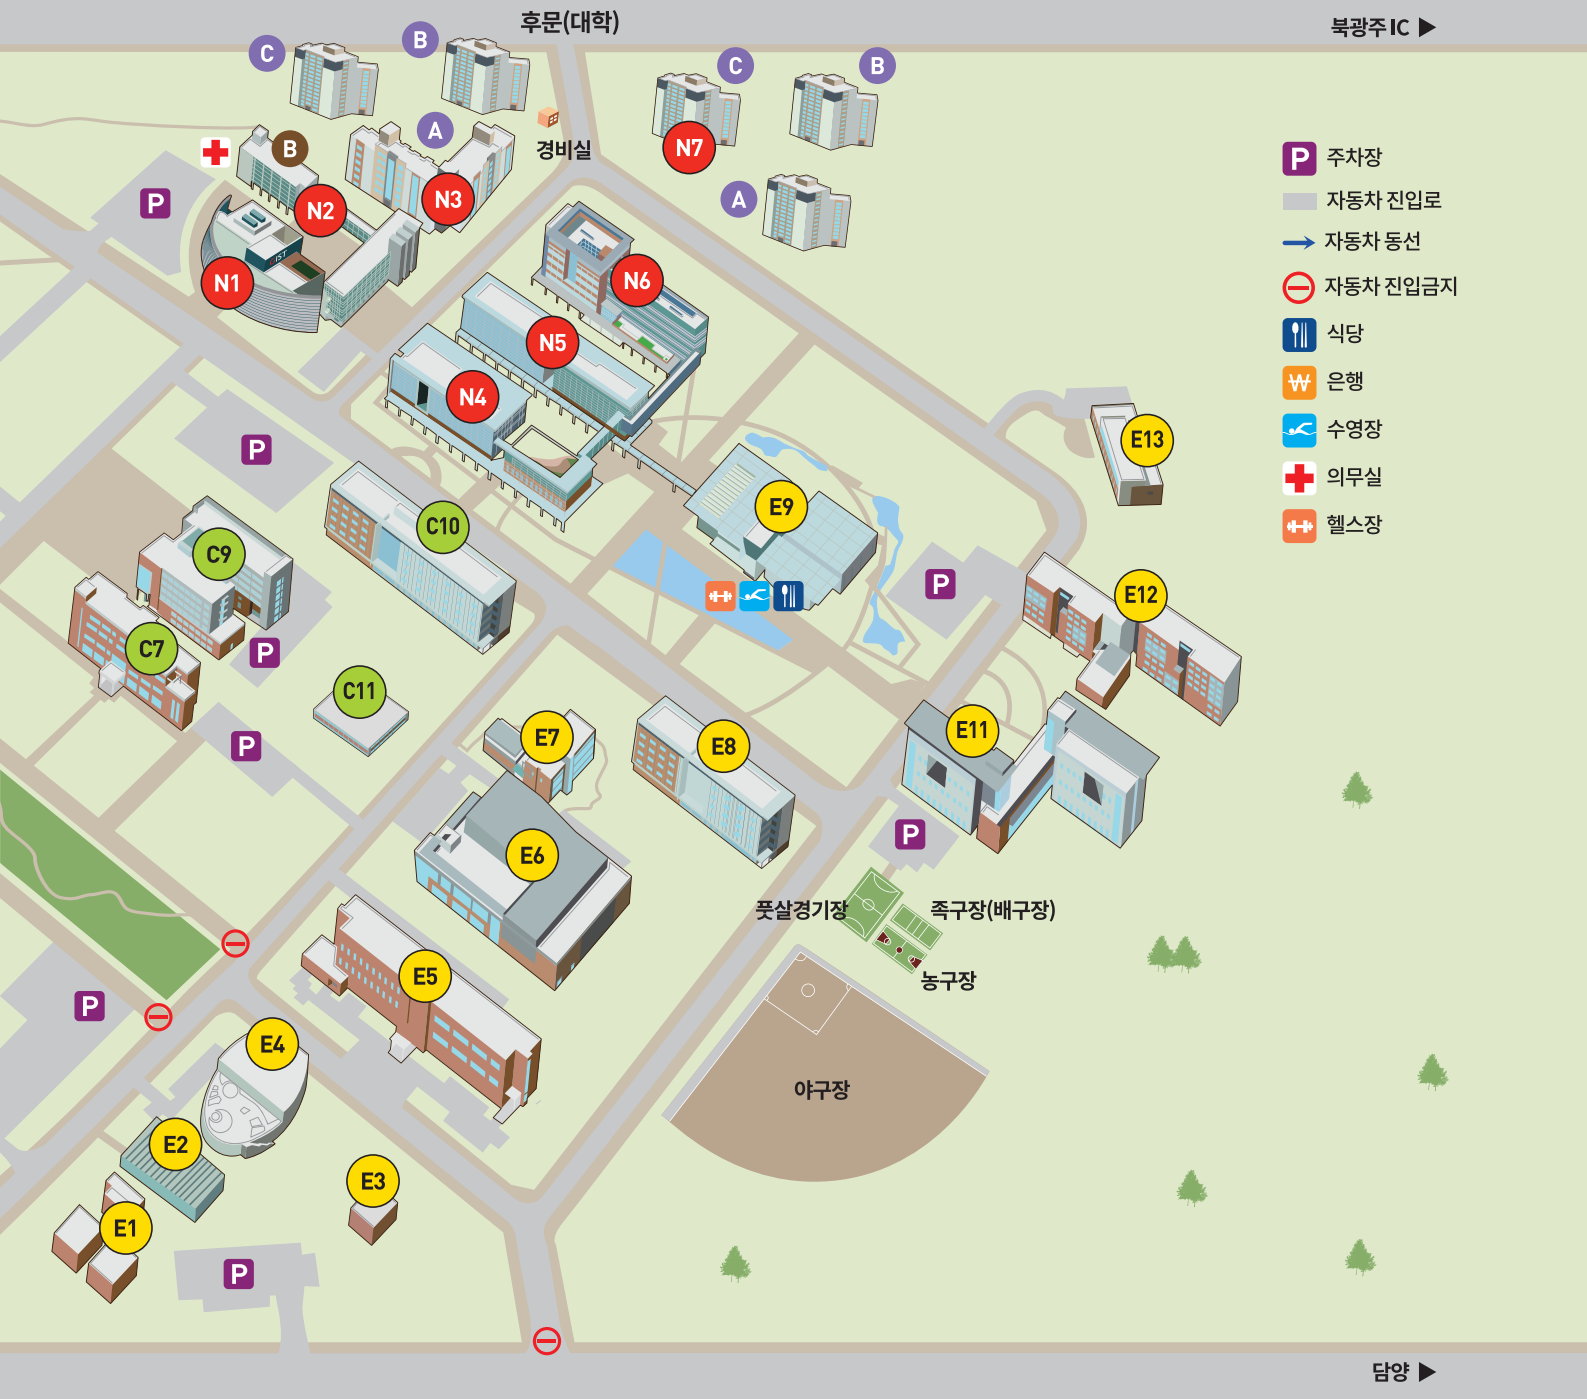 후문(대학)
북광주IC ▶
C
B
A
경비실
C
B
A
N7
B
N2
N3
P
N1
IST
N6
N5
N4
P
C10
C9
C7
P
C11
P
E9
P
E13
E12
E11
E8
E7
E6
E5
P
풋살경기장
족구장(배구장)
농구장
야구장
P
E4
E2
E3
E1
P
P 주차장
자동차 진입로
자동차 동선
자동차 진입금지
식당
₩ 은행
수영장
의무실
헬스장
담양 ▶